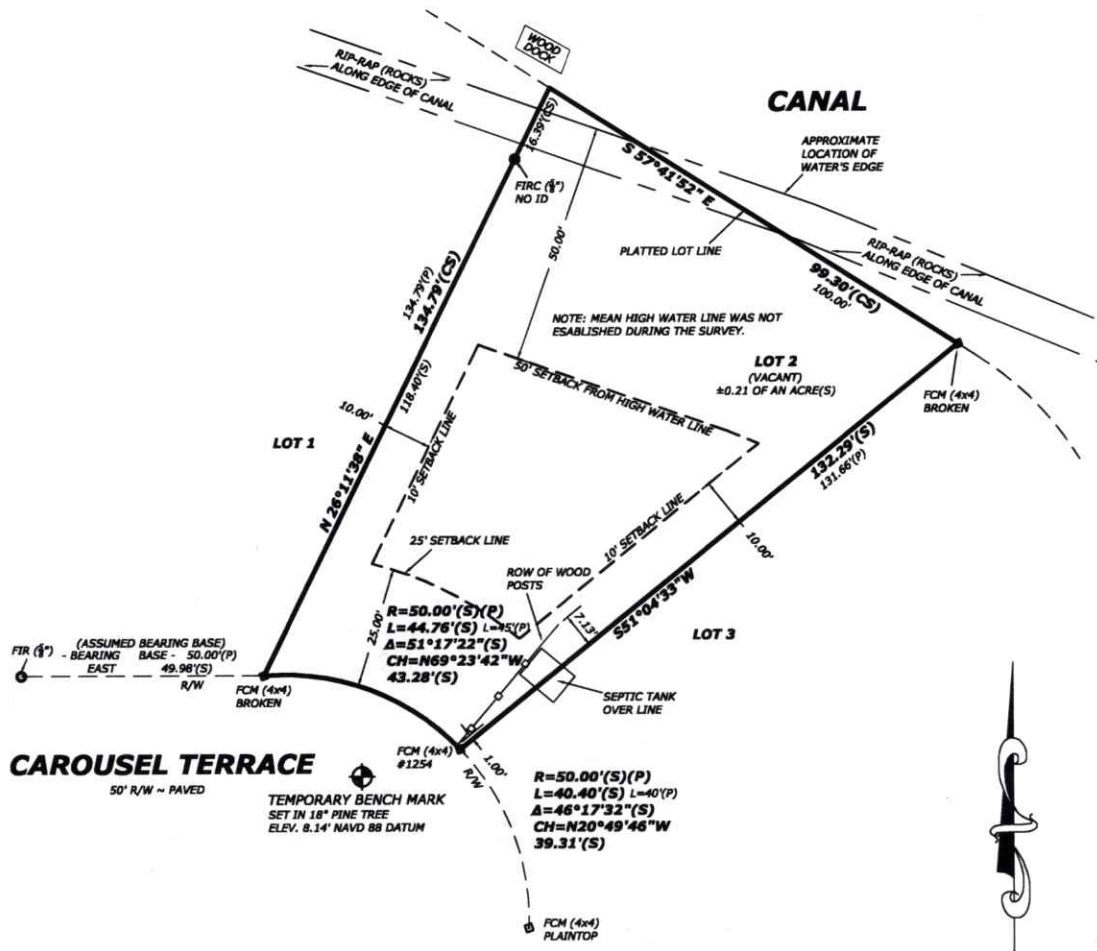 WOOD
DOCK
RIP-RAP (ROCKS)
ALONG EDGE OF CANAL
CANAL
16.39'(CS)
S 57°41'52" E
APPROXIMATE
LOCATION OF
WATER'S EDGE
FIRC (⅝")
NO ID
50.00'
PLATTED LOT LINE
RIP-RAP (ROCKS)
ALONG EDGE OF CANAL
134.79'(P)
134.79'(CS)
99.30'(CS)
100.00'
NOTE: MEAN HIGH WATER LINE WAS NOT
ESABLISHED DURING THE SURVEY.
LOT 2
(VACANT)
±0.21 OF AN ACRE(S)
50' SETBACK FROM HIGH WATER LINE
FCM (4x4)
BROKEN
118.40'(S)
10.00'
LOT 1
N 26°11'38" E
10' SETBACK LINE
132.29'(S)
131.66'(P)
10' SETBACK LINE
10.00'
25' SETBACK LINE
ROW OF WOOD
POSTS
7.13'
S51°04'33"W
LOT 3
25.00'
R=50.00'(S)(P)
L=44.76'(S) L=45'(P)
Δ=51°17'22"(S)
CH=N69°23'42"W
43.28'(S)
FIR (⅝")
(ASSUMED BEARING BASE)
- BEARING BASE - 50.00'(P)
EAST 49.98'(S)
R/W
FCM (4x4)
BROKEN
SEPTIC TANK
OVER LINE
FCM (4x4)
#1254
1.00'
R/W
CAROUSEL TERRACE
50' R/W ~ PAVED
TEMPORARY BENCH MARK
SET IN 18" PINE TREE
ELEV. 8.14' NAVD 88 DATUM
R=50.00'(S)(P)
L=40.40'(S) L=40'(P)
Δ=46°17'32"(S)
CH=N20°49'46"W
39.31'(S)
FCM (4x4)
PLAINTOP